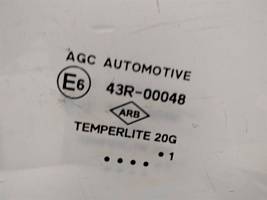 AGC AUTOMOTIVE
E6 43R-00048
ARB
TEMPERLITE 20G
•••• • 1